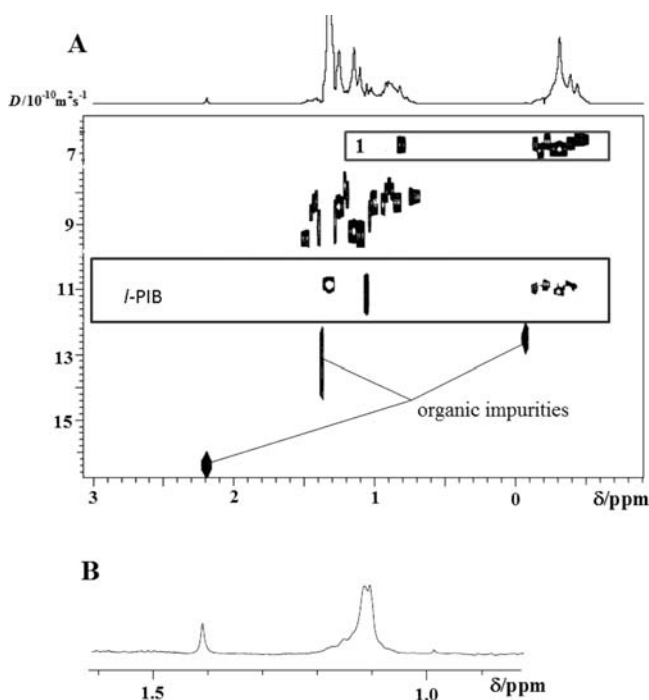 A
D/10⁻¹⁰m²s⁻¹
1
7
9
l-PIB
11
13
organic impurities
15
3 2 1 0 δ/ppm
B
1.5 1.0 δ/ppm